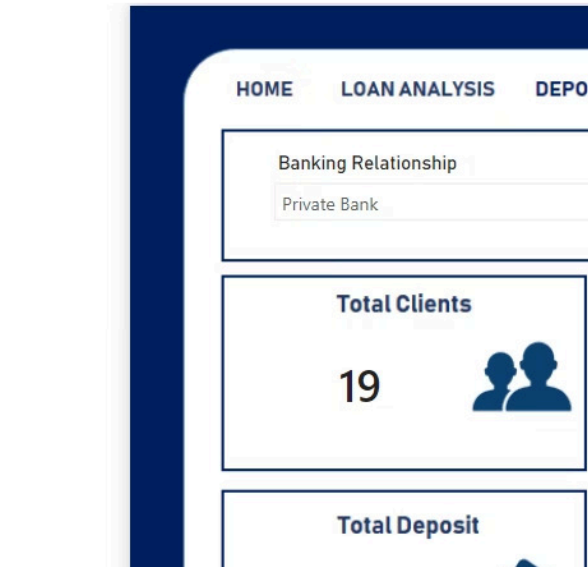 HOME LOAN ANALYSIS DEPO
Banking Relationship
Private Bank
Total Clients
19
Total Deposit